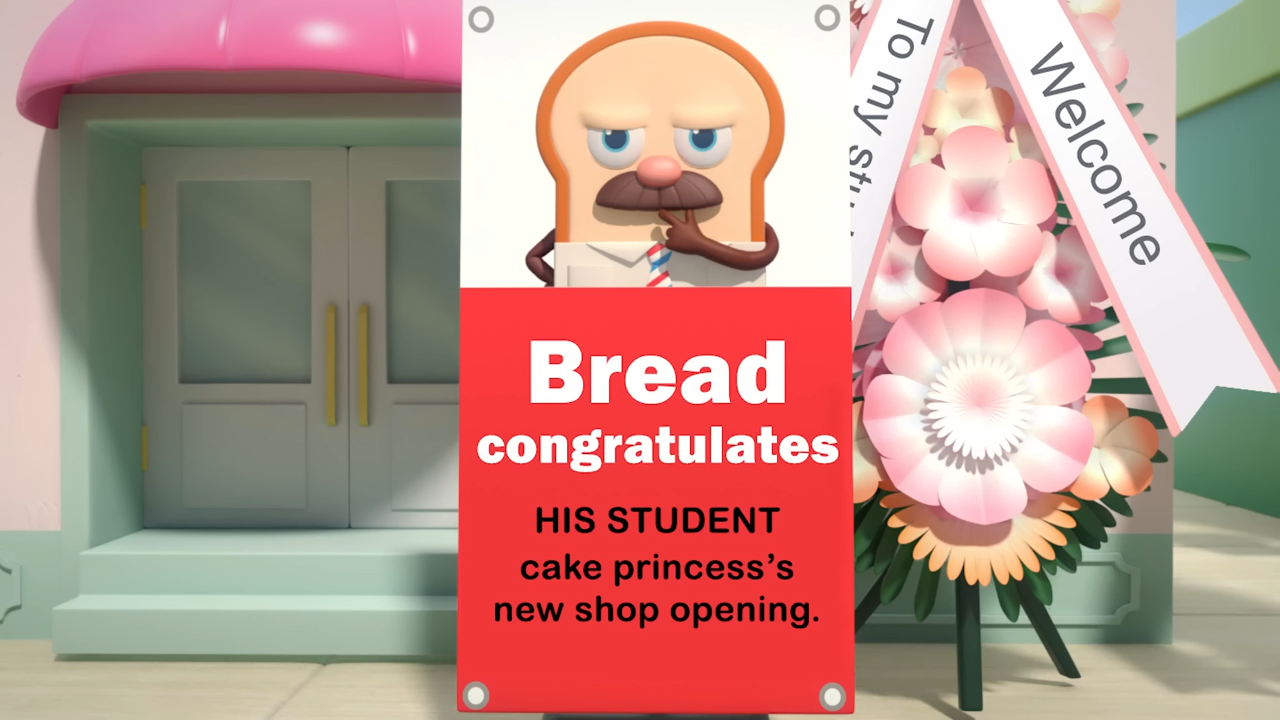 Bread
congratulates
HIS STUDENT
cake princess's
new shop opening.
To my
Welcome